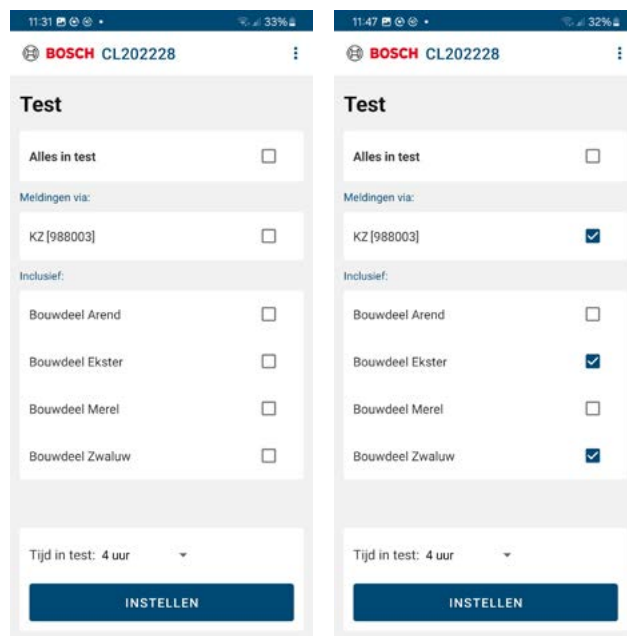 11:31 33%
BOSCH CL202228
Test
Alles in test
Meldingen via:
KZ [988003]
Inclusief:
Bouwdeel Arend
Bouwdeel Ekster
Bouwdeel Merel
Bouwdeel Zwaluw
Tijd in test: 4 uur
INSTELLEN
11:47 32%
BOSCH CL202228
Test
Alles in test
Meldingen via:
KZ [988003]
Inclusief:
Bouwdeel Arend
Bouwdeel Ekster
Bouwdeel Merel
Bouwdeel Zwaluw
Tijd in test: 4 uur
INSTELLEN